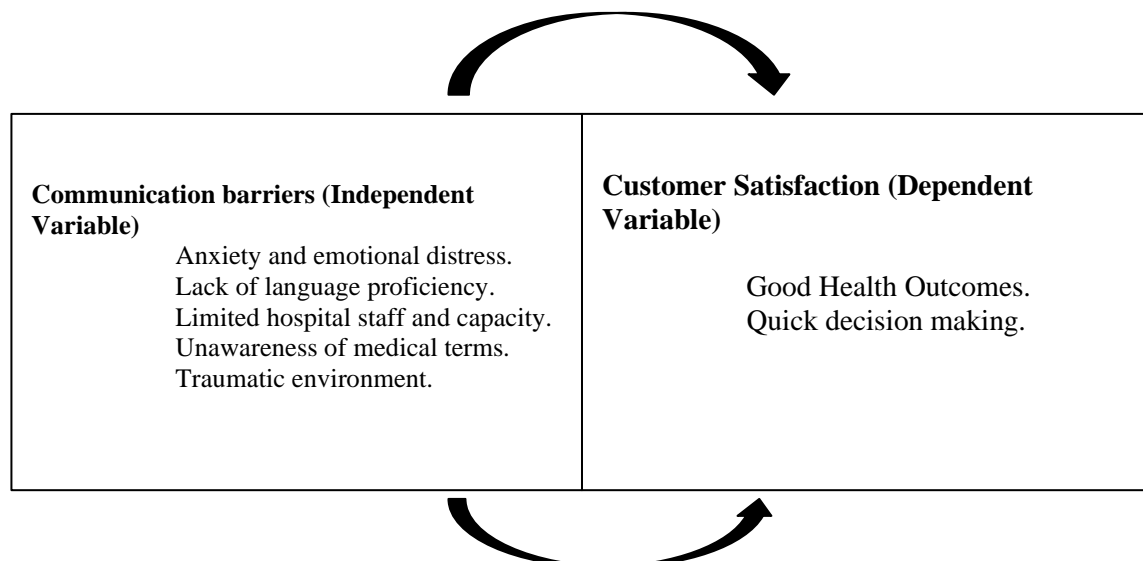 Communication barriers (Independent
Variable)
Anxiety and emotional distress.
Lack of language proficiency.
Limited hospital staff and capacity.
Unawareness of medical terms.
Traumatic environment.
Customer Satisfaction (Dependent
Variable)
Good Health Outcomes.
Quick decision making.